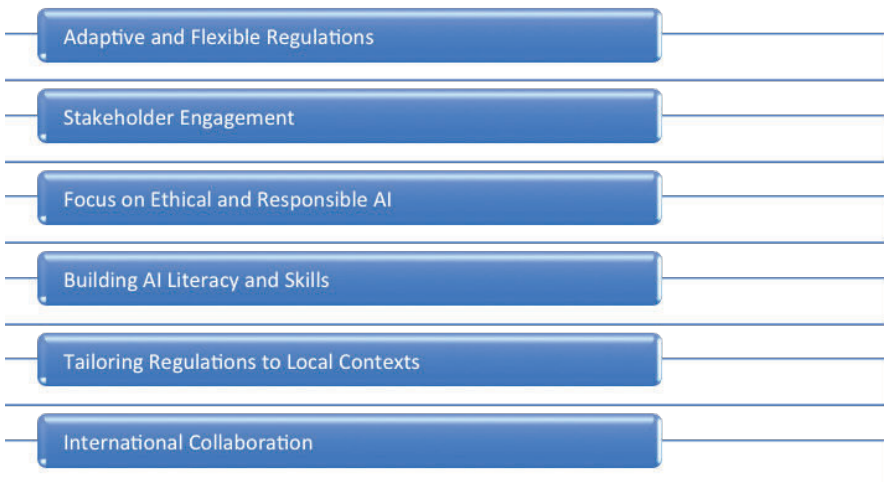 Adaptive and Flexible Regulations
Stakeholder Engagement
Focus on Ethical and Responsible AI
Building AI Literacy and Skills
Tailoring Regulations to Local Contexts
International Collaboration